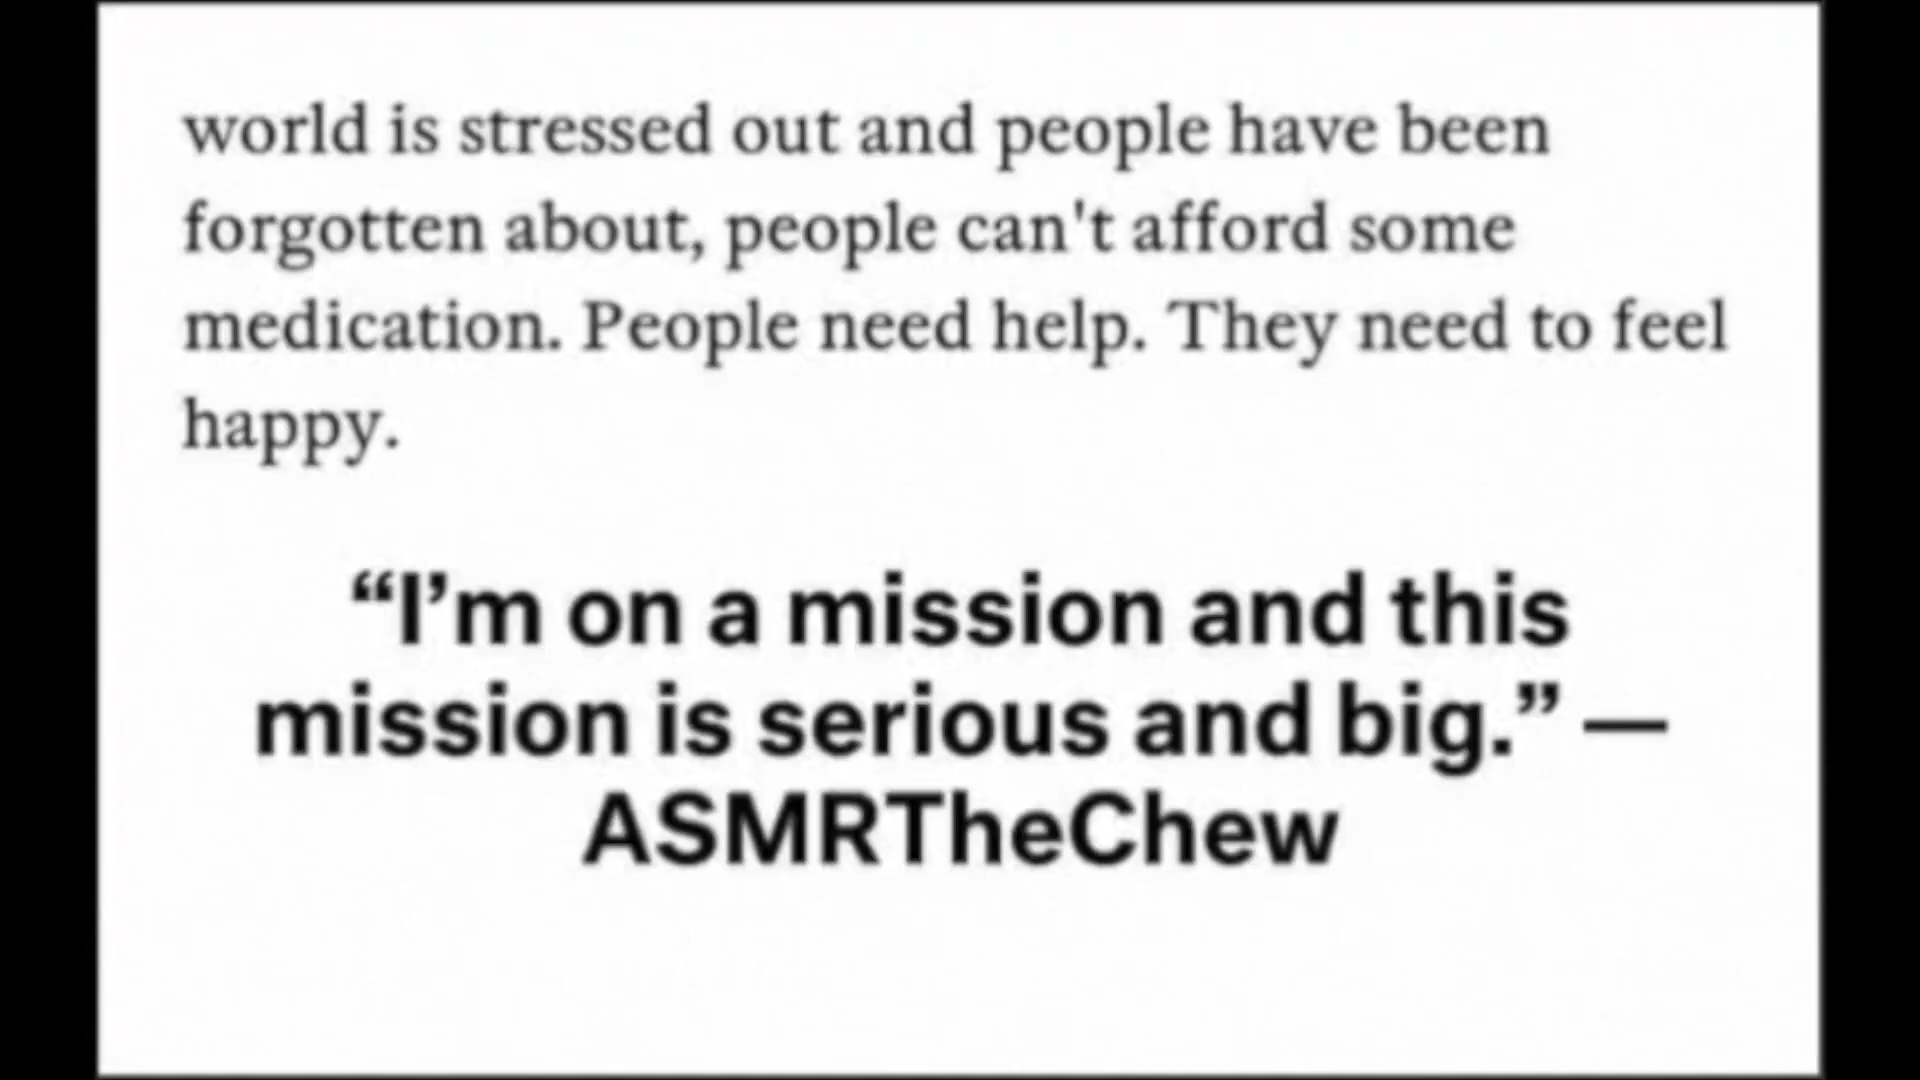 world is stressed out and people have been
forgotten about, people can't afford some
medication. People need help. They need to feel
happy.
“I’m on a mission and this
mission is serious and big.” —
ASMRTheChew